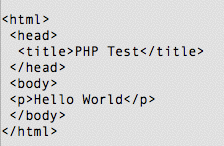 <html>
 <head>
  <title>PHP Test</title>
 </head>
 <body>
 <p>Hello World</p>
 </body>
</html>